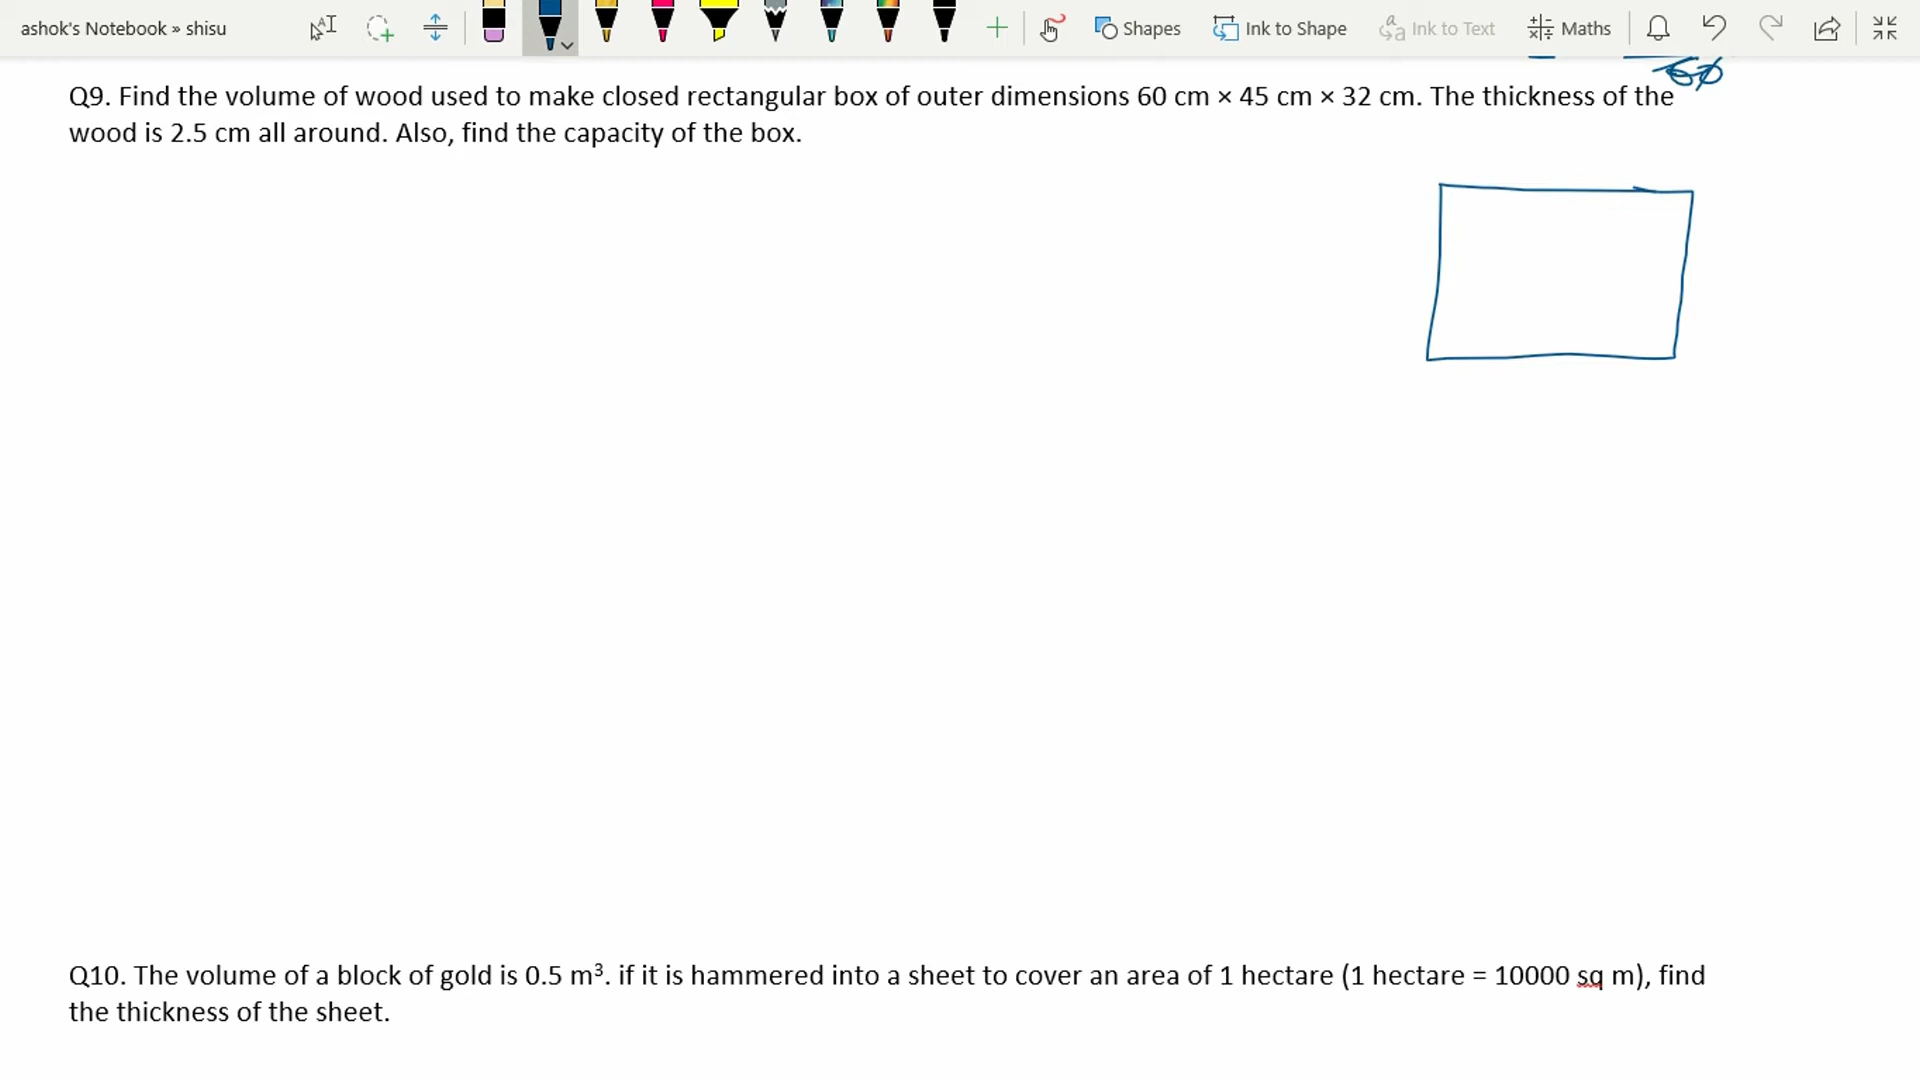 ashok's Notebook » shisu
Shapes Ink to Shape Ink to Text Maths
Q9. Find the volume of wood used to make closed rectangular box of outer dimensions 60 cm × 45 cm × 32 cm. The thickness of the
wood is 2.5 cm all around. Also, find the capacity of the box.
Q10. The volume of a block of gold is 0.5 m³. if it is hammered into a sheet to cover an area of 1 hectare (1 hectare = 10000 sq m), find
the thickness of the sheet.